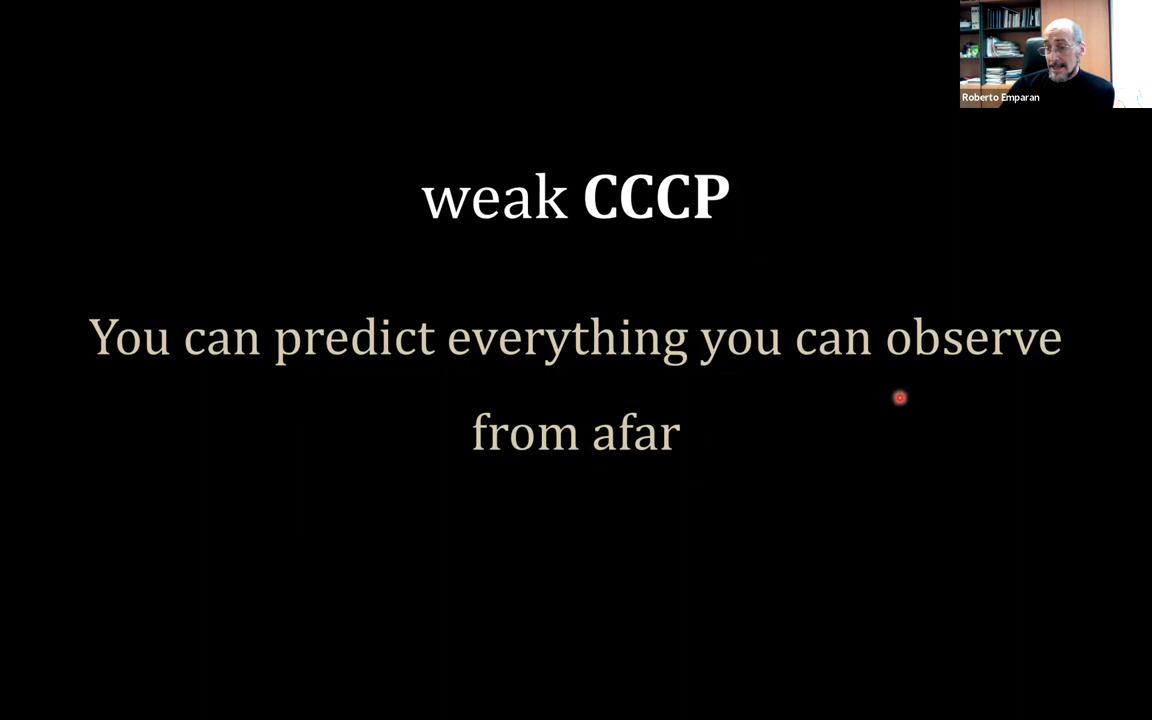 Roberto Emparan
weak CCCP
You can predict everything you can observe
from afar